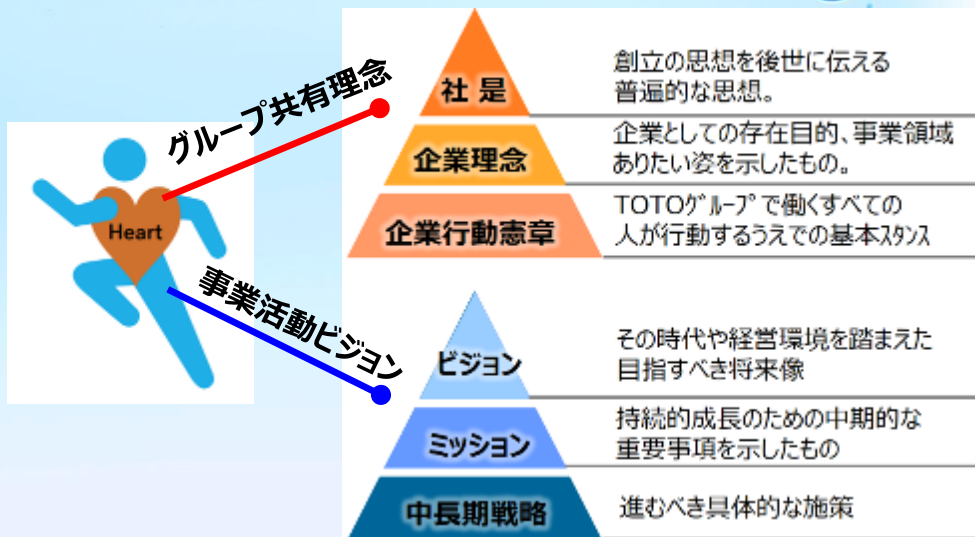 グループ共有理念
Heart
事業活動ビジョン
社 是
創立の思想を後世に伝える
普遍的な思想。
企業理念
企業としての存在目的、事業領域
ありたい姿を示したもの。
企業行動憲章
TOTOグループで働くすべての
人が行動するうえでの基本スタンス
ビジョン
その時代や経営環境を踏まえた
目指すべき将来像
ミッション
持続的成長のための中期的な
重要事項を示したもの
中長期戦略
進むべき具体的な施策